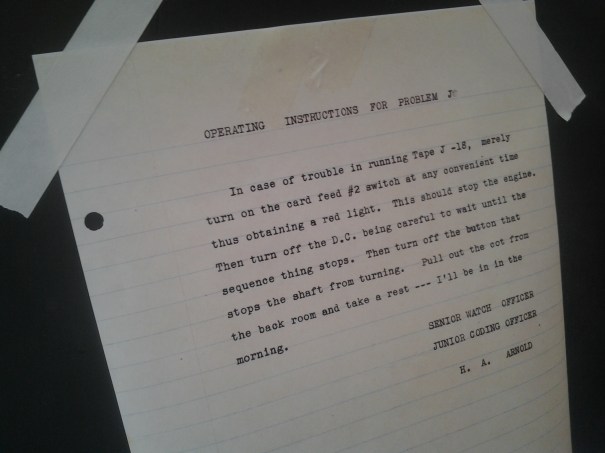 OPERATING INSTRUCTIONS FOR PROBLEM J
In case of trouble in running Tape J -18, merely
turn on the card feed #2 switch at any convenient time
thus obtaining a red light. This should stop the engine.
Then turn off the D.C. being careful to wait until the
sequence thing stops. Then turn off the button that
stops the shaft from turning. Pull out the cot from
the back room and take a rest --- I'll be in in the
morning.
SENIOR WATCH OFFICER
JUNIOR CODING OFFICER
H. A. ARNOLD